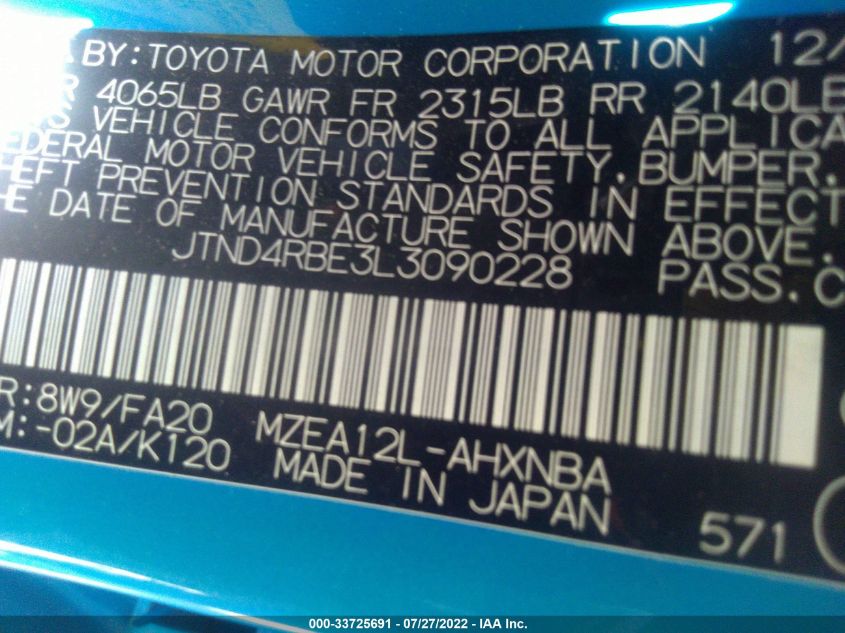 BY: TOYOTA MOTOR CORPORATION 12/
4065LB GAWR FR 2315LB RR 2140LB
VEHICLE CONFORMS TO ALL APPLICA
EDERAL MOTOR VEHICLE SAFETY, BUMPER,
HEFT PREVENTION STANDARDS IN EFFECT
HE DATE OF MANUFACTURE SHOWN ABOVE.
JTND4RBE3L3090228 PASS.C
R:8W9/FA20 MZEA12L-AHXNBA
M:-02A/K120 MADE IN JAPAN 571
000-33725691 - 07/27/2022 - IAA Inc.